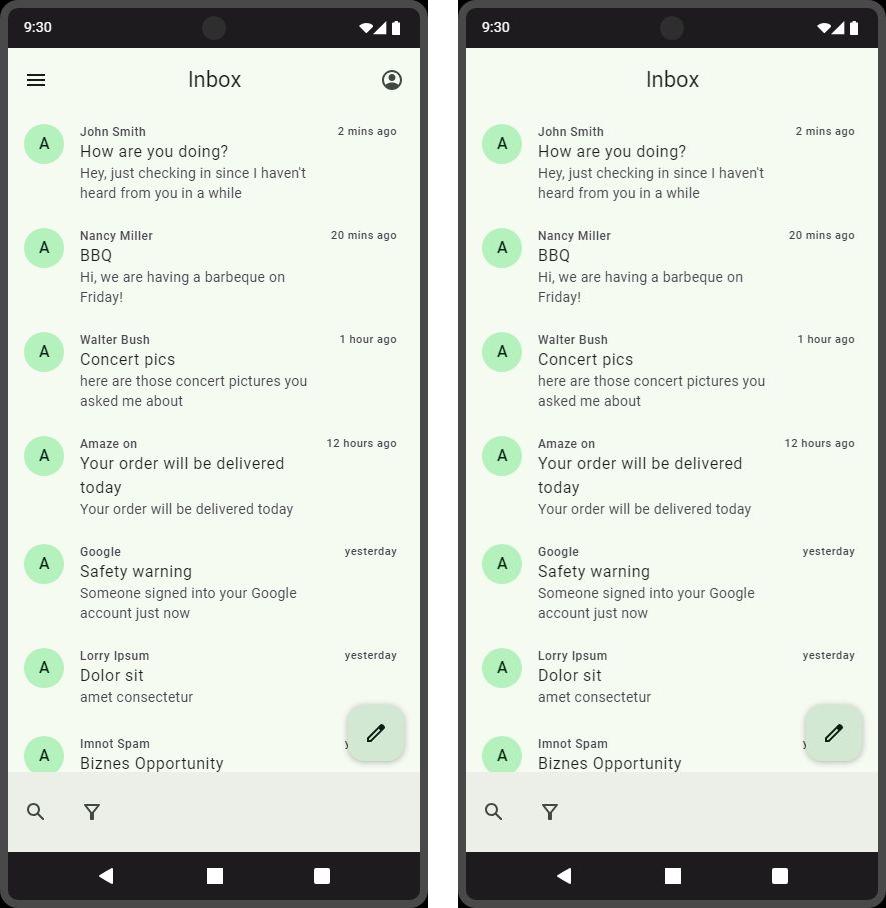 9:30
Inbox
A
John Smith
2 mins ago
How are you doing?
Hey, just checking in since I haven't
heard from you in a while
A
Nancy Miller
20 mins ago
BBQ
Hi, we are having a barbeque on
Friday!
A
Walter Bush
1 hour ago
Concert pics
here are those concert pictures you
asked me about
A
Amaze on
12 hours ago
Your order will be delivered
today
Your order will be delivered today
A
Google
yesterday
Safety warning
Someone signed into your Google
account just now
A
Lorry Ipsum
yesterday
Dolor sit
amet consectetur
A
Imnot Spam
Biznes Opportunity
9:30
Inbox
A
John Smith
2 mins ago
How are you doing?
Hey, just checking in since I haven't
heard from you in a while
A
Nancy Miller
20 mins ago
BBQ
Hi, we are having a barbeque on
Friday!
A
Walter Bush
1 hour ago
Concert pics
here are those concert pictures you
asked me about
A
Amaze on
12 hours ago
Your order will be delivered
today
Your order will be delivered today
A
Google
yesterday
Safety warning
Someone signed into your Google
account just now
A
Lorry Ipsum
yesterday
Dolor sit
amet consectetur
A
Imnot Spam
Biznes Opportunity